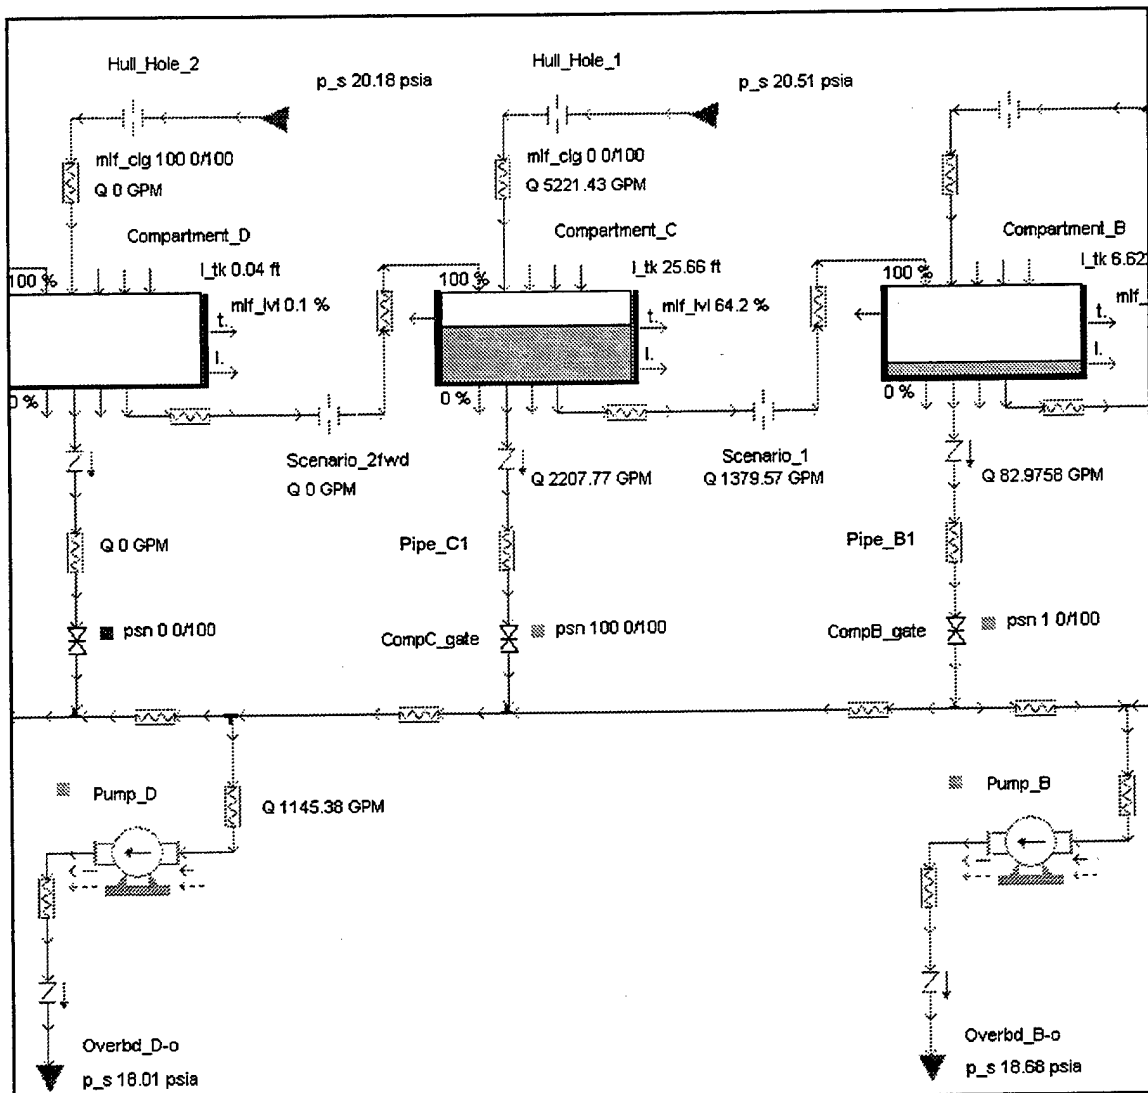 Hull_Hole_2
p_s 20.18 psia
Hull_Hole_1
p_s 20.51 psia
mlf_clg 100 0/100
Q 0 GPM
mlf_clg 0 0/100
Q 5221.43 GPM
Compartment_D
Compartment_C
Compartment_B
l_tk 0.04 ft
l_tk 25.66 ft
l_tk 6.62
100 %
100 %
100 %
mlf_lvl 0.1 %
mlf_lvl 64.2 %
mlf_
t.
t.
t.
l.
l.
l.
0 %
0 %
0 %
Scenario_2fwd
Q 0 GPM
Q 2207.77 GPM
Scenario_1
Q 1379.57 GPM
Q 82.9758 GPM
Q 0 GPM
Pipe_C1
Pipe_B1
psn 0 0/100
CompC_gate
psn 100 0/100
CompB_gate
psn 1 0/100
Pump_D
Q 1145.38 GPM
Pump_B
Overbd_D-o
p_s 18.01 psia
Overbd_B-o
p_s 18.68 psia